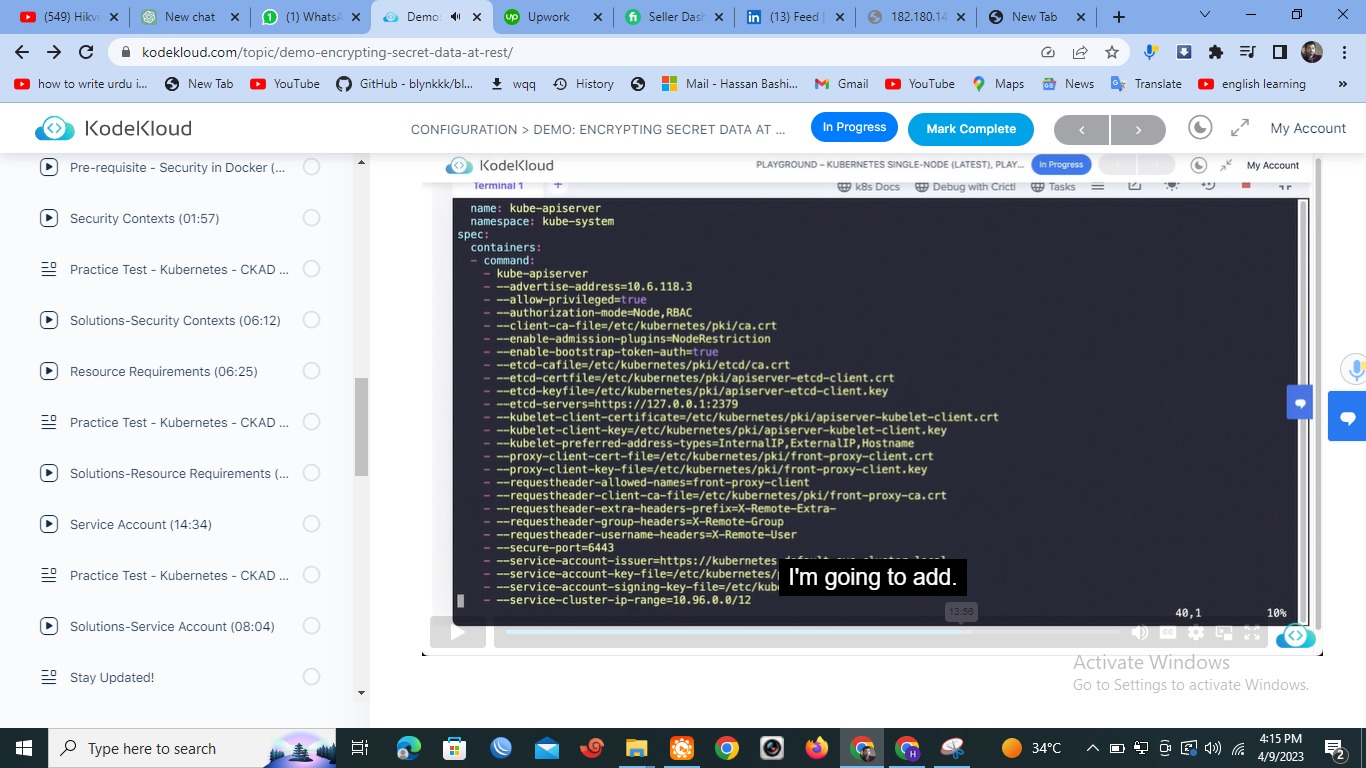 (549) Hikvi
New chat
(1) WhatsA
Demo:
Upwork
Seller Das
(13) Feed |
182.180.14
New Tab
kodekloud.com/topic/demo-encrypting-secret-data-at-rest/
how to write urdu i...
New Tab
YouTube
GitHub - blynkkk/bl...
wqq
History
Mail - Hassan Bashi...
Gmail
YouTube
Maps
News
Translate
english learning
»
KodeKloud
CONFIGURATION > DEMO: ENCRYPTING SECRET DATA AT ...
In Progress
Mark Complete
My Account
Pre-requisite - Security in Docker (...
Security Contexts (01:57)
Practice Test - Kubernetes - CKAD ...
Solutions-Security Contexts (06:12)
Resource Requirements (06:25)
Practice Test - Kubernetes - CKAD ...
Solutions-Resource Requirements (...
Service Account (14:34)
Practice Test - Kubernetes - CKAD ...
Solutions-Service Account (08:04)
Stay Updated!
KodeKloud
PLAYGROUND – KUBERNETES SINGLE-NODE (LATEST), PLAY...
In Progress
My Account
Terminal 1
+
k8s Docs
Debug with Crictl
Tasks
name: kube-apiserver
namespace: kube-system
spec:
containers:
- command:
- kube-apiserver
- --advertise-address=10.6.118.3
- --allow-privileged=true
- --authorization-mode=Node,RBAC
- --client-ca-file=/etc/kubernetes/pki/ca.crt
- --enable-admission-plugins=NodeRestriction
- --enable-bootstrap-token-auth=true
- --etcd-cafile=/etc/kubernetes/pki/etcd/ca.crt
- --etcd-certfile=/etc/kubernetes/pki/apiserver-etcd-client.crt
- --etcd-keyfile=/etc/kubernetes/pki/apiserver-etcd-client.key
- --etcd-servers=https://127.0.0.1:2379
- --kubelet-client-certificate=/etc/kubernetes/pki/apiserver-kubelet-client.crt
- --kubelet-client-key=/etc/kubernetes/pki/apiserver-kubelet-client.key
- --kubelet-preferred-address-types=InternalIP,ExternalIP,Hostname
- --proxy-client-cert-file=/etc/kubernetes/pki/front-proxy-client.crt
- --proxy-client-key-file=/etc/kubernetes/pki/front-proxy-client.key
- --requestheader-allowed-names=front-proxy-client
- --requestheader-client-ca-file=/etc/kubernetes/pki/front-proxy-ca.crt
- --requestheader-extra-headers-prefix=X-Remote-Extra-
- --requestheader-group-headers=X-Remote-Group
- --requestheader-username-headers=X-Remote-User
- --secure-port=6443
- --service-account-issuer=https://kubernetes.default.svc.cluster.local
- --service-account-key-file=/etc/kubernetes/
- --service-account-signing-key-file=/etc/kub
- --service-cluster-ip-range=10.96.0.0/12
I'm going to add.
13:56
40,1
10%
CC
Activate Windows
Go to Settings to activate Windows.
Type here to search
34°C
4:15 PM
4/9/2023
2